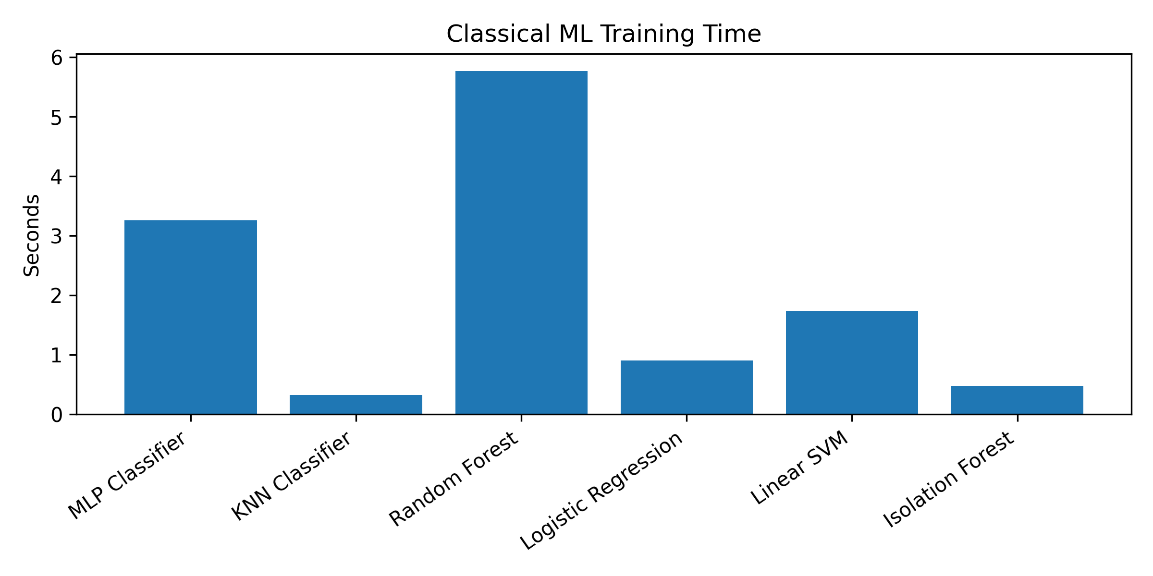 Classical ML Training Time
Seconds
6
5
4
3
2
1
0
MLP Classifier
KNN Classifier
Random Forest
Logistic Regression
Linear SVM
Isolation Forest